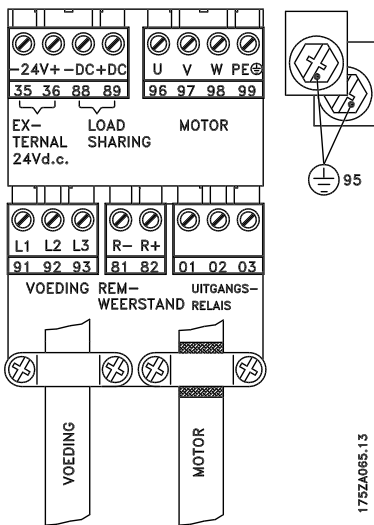 -24V+ -DC+DC U V W PE⏚
35 36 88 89 96 97 98 99
EX-
TERNAL
24Vd.c.
LOAD
SHARING
MOTOR
95
L1 L2 L3 R- R+
91 92 93 81 82 01 02 03
VOEDING
REM-
WEERSTAND
UITGANGS-
RELAIS
VOEDING
MOTOR
175ZA065.13